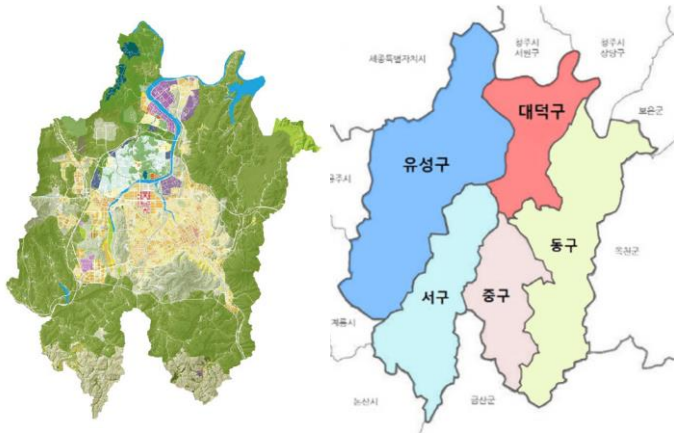 세종특별자치시
청주시
서원구
청주시
상당구
보은군
대덕구
유성구
공주시
동구
옥천군
서구
중구
계룡시
논산시
금산군